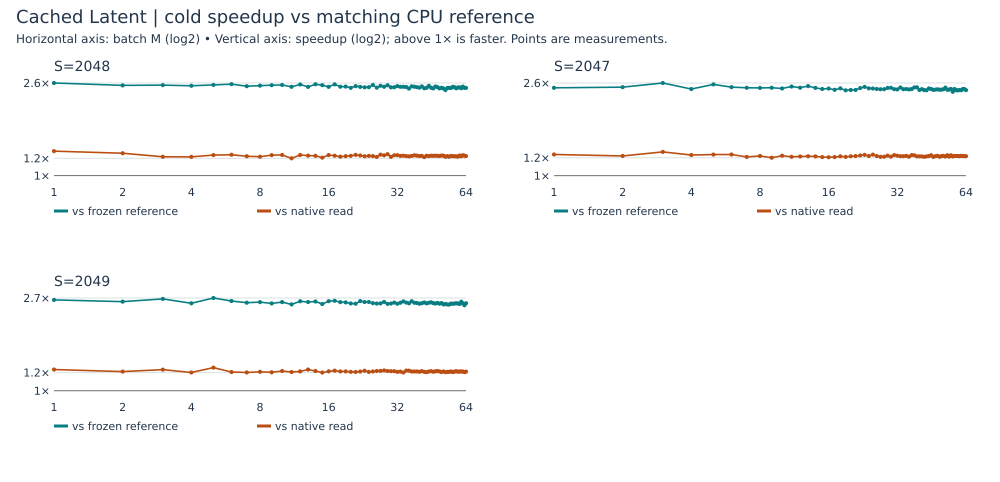 Cached Latent | cold speedup vs matching CPU reference
Horizontal axis: batch M (log2) • Vertical axis: speedup (log2); above 1× is faster. Points are measurements.
S=2048
2.6×
1.2×
1×
1 2 4 8 16 32 64
vs frozen reference vs native read
S=2047
2.6×
1.2×
1×
1 2 4 8 16 32 64
vs frozen reference vs native read
S=2049
2.7×
1.2×
1×
1 2 4 8 16 32 64
vs frozen reference vs native read